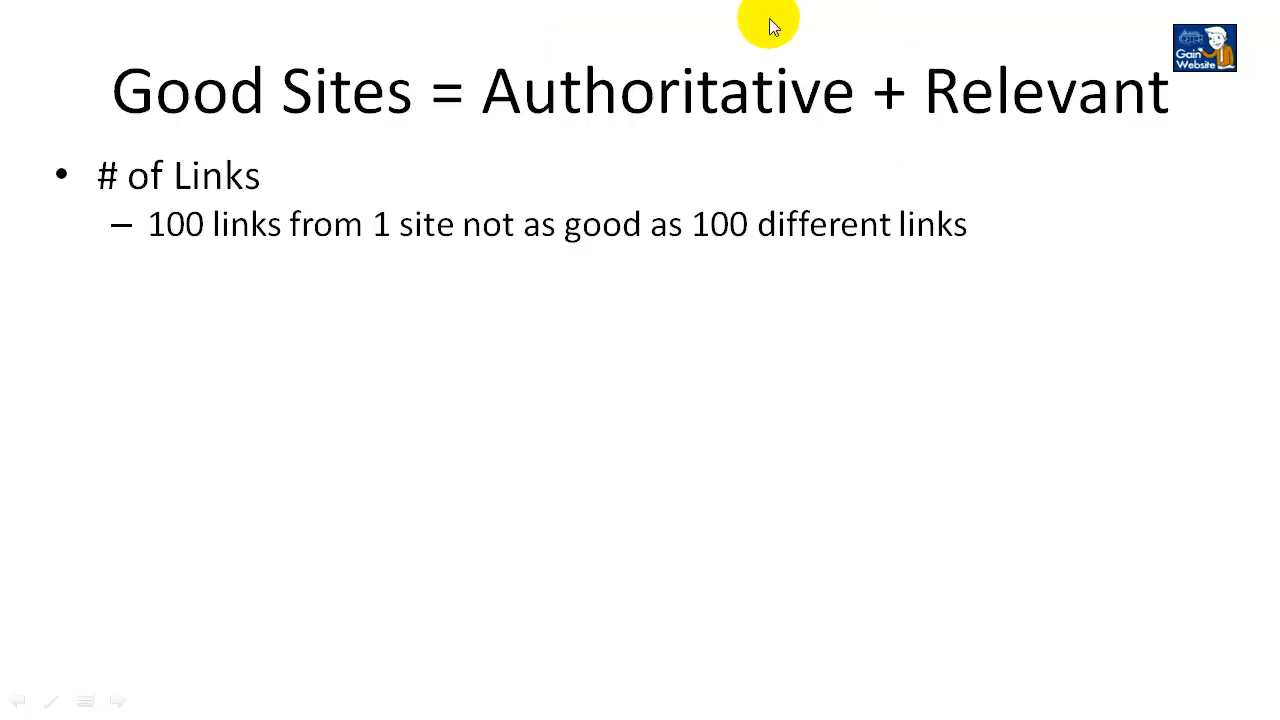 Good Sites = Authoritative + Relevant
Gain
Website
• # of Links
– 100 links from 1 site not as good as 100 different links